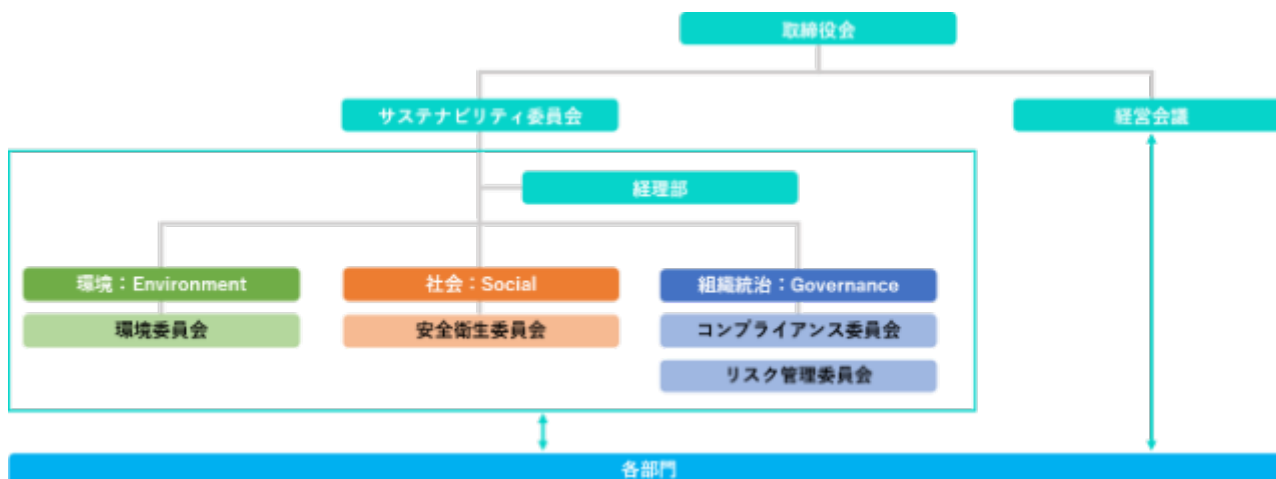 取締役会
サステナビリティ委員会
経営会議
経理部
環境：Environment
社会：Social
組織統治：Governance
環境委員会
安全衛生委員会
コンプライアンス委員会
リスク管理委員会
各部門